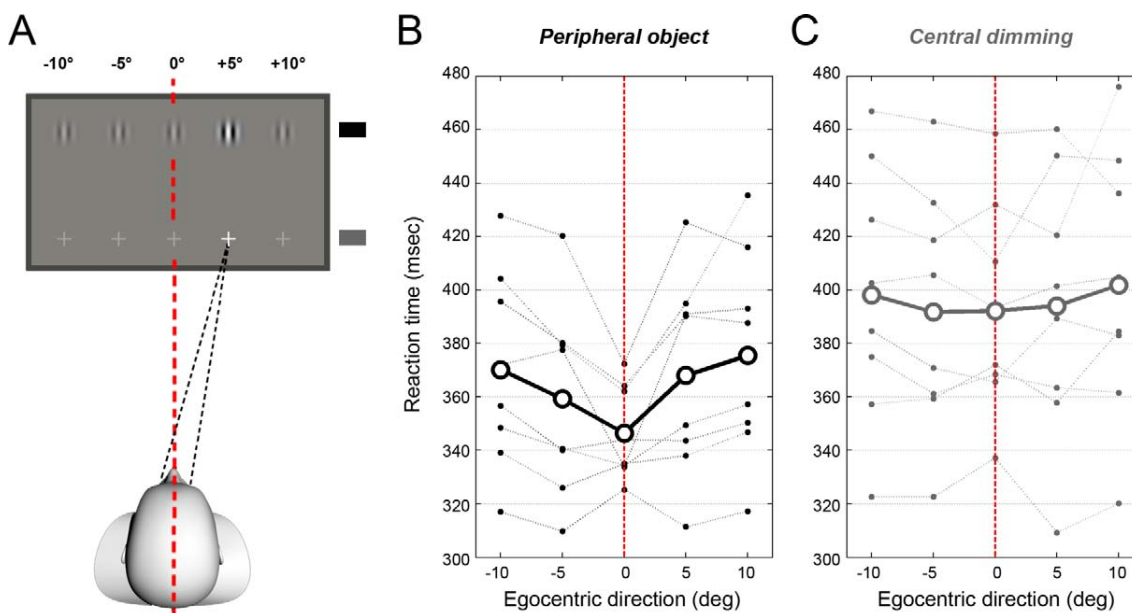 A
-10° -5° 0° +5° +10°
B
Peripheral object
480
460
440
420
400
380
360
340
320
300
Reaction time (msec)
-10 -5 0 5 10
Egocentric direction (deg)
C
Central dimming
480
460
440
420
400
380
360
340
320
300
-10 -5 0 5 10
Egocentric direction (deg)